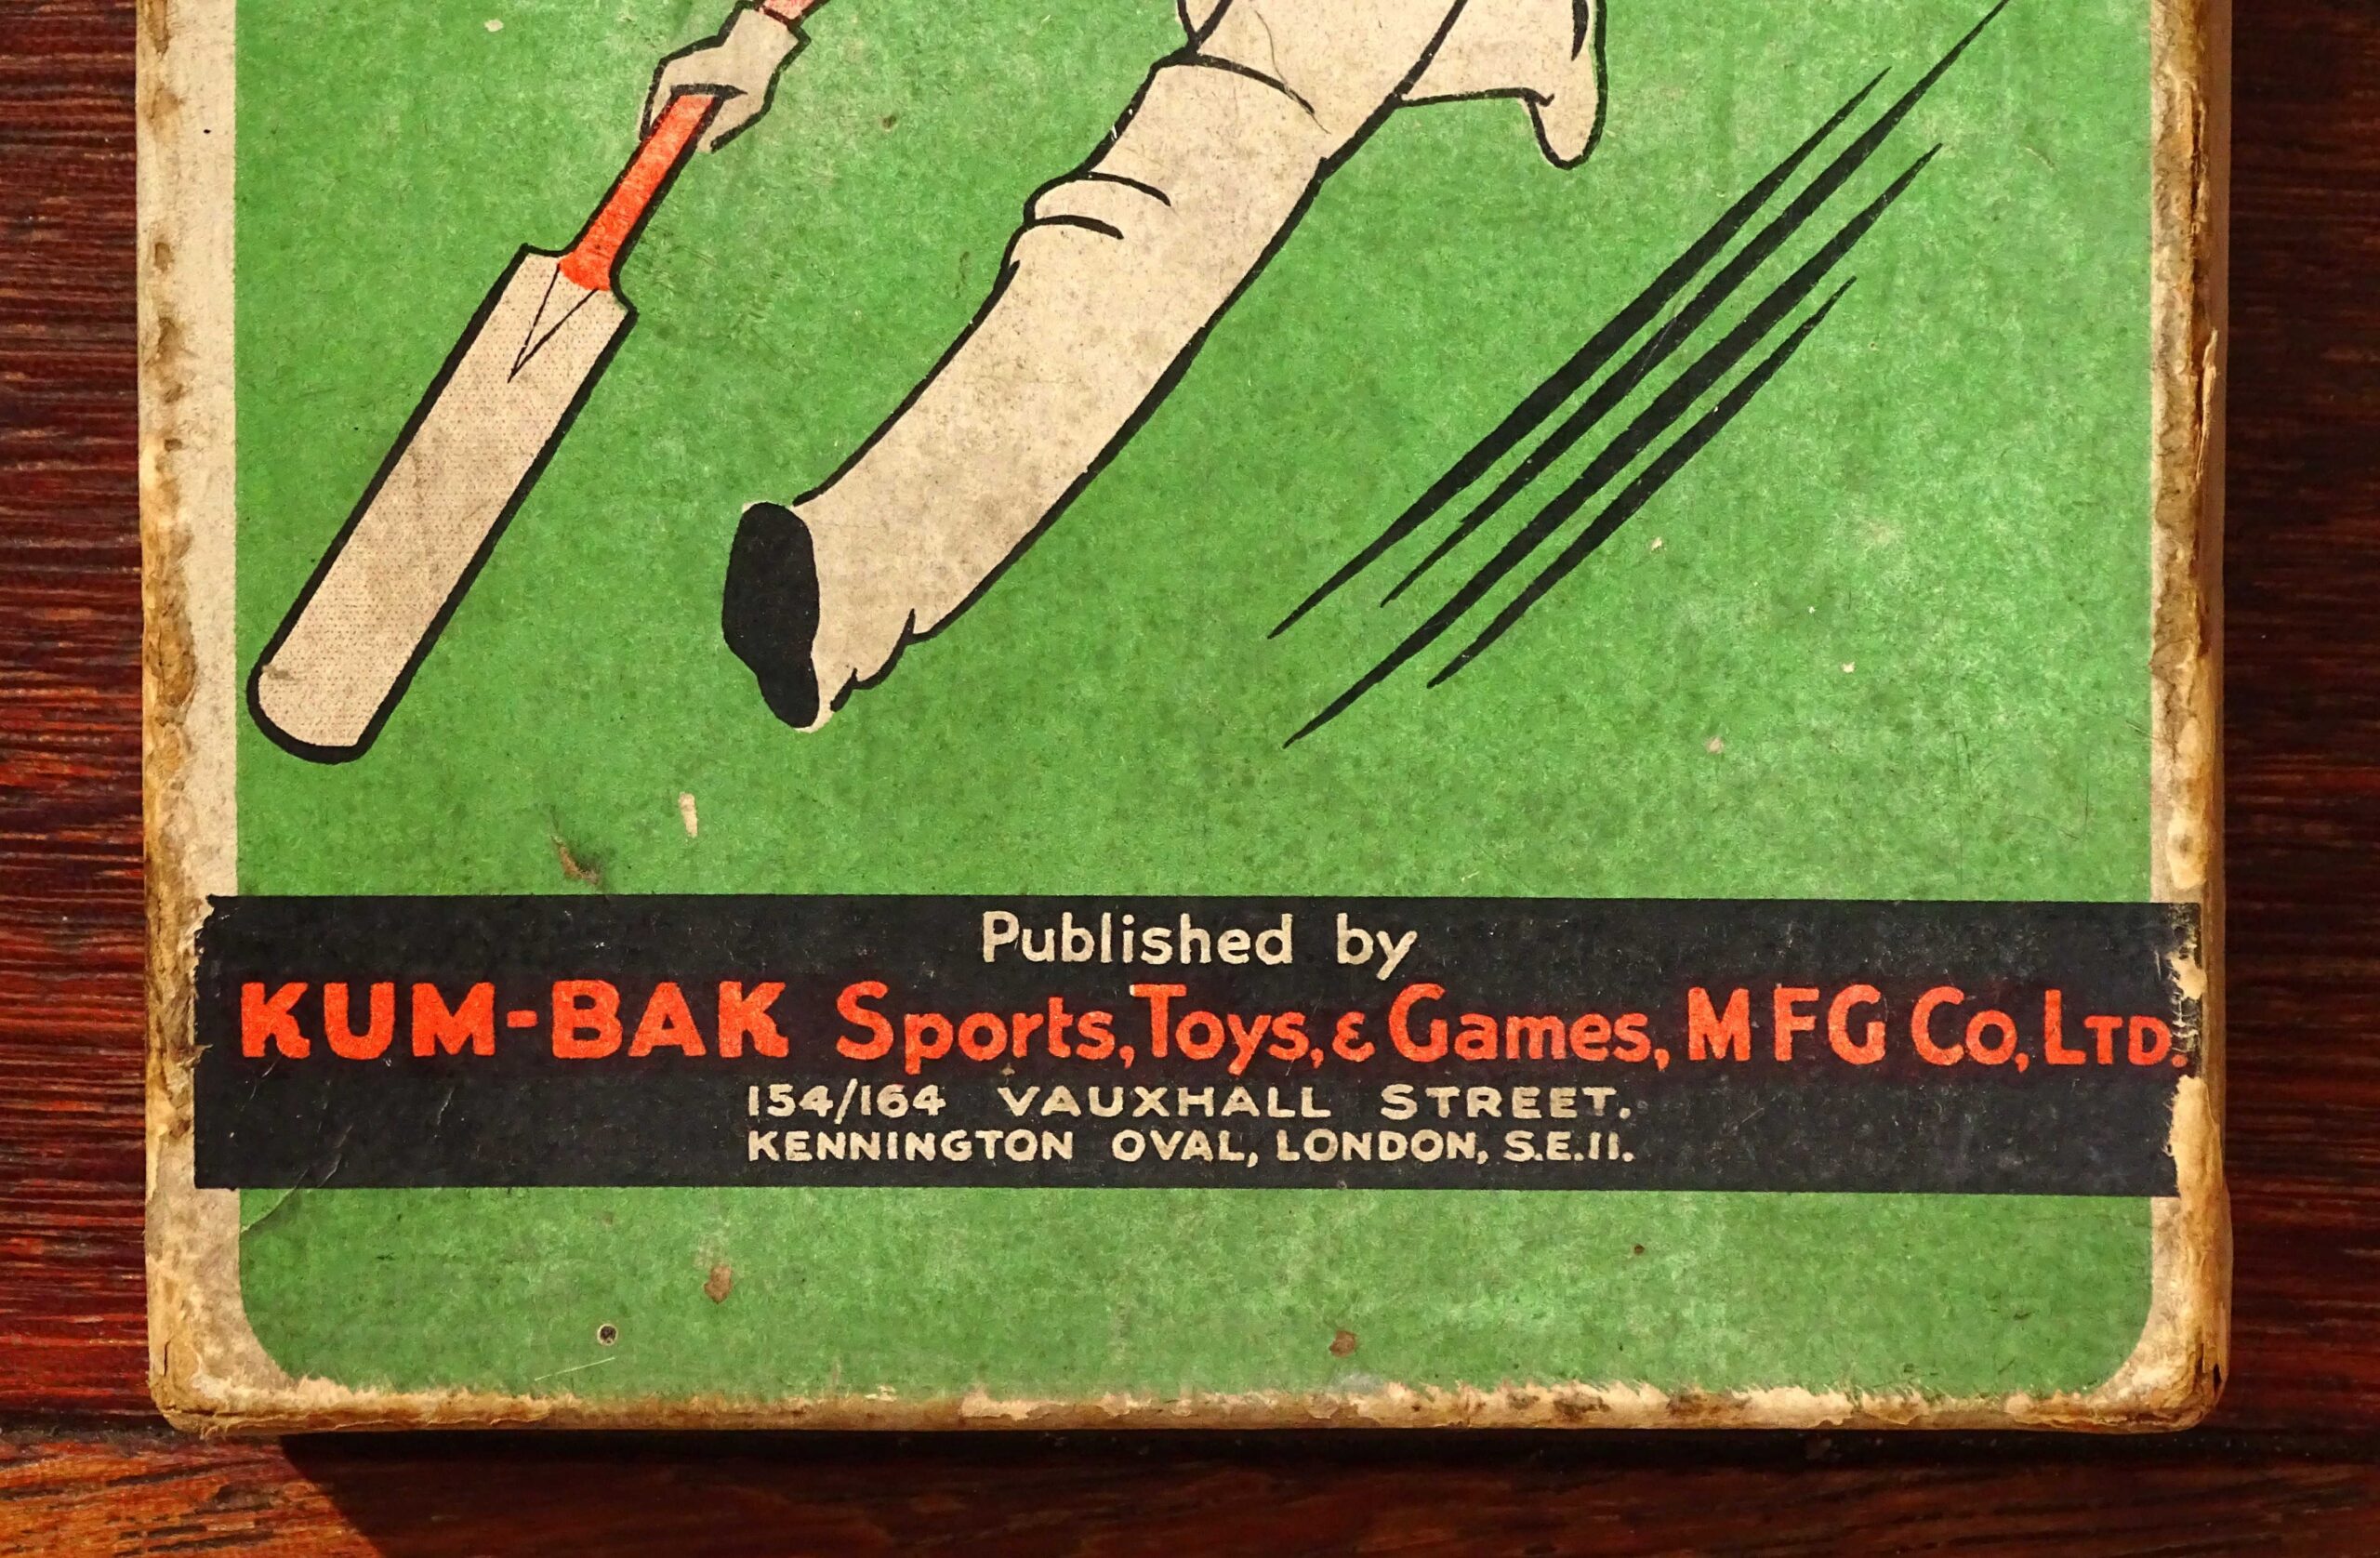 Published by
KUM-BAK Sports, Toys, & Games, MFG Co, LTD.
154/164 VAUXHALL STREET.
KENNINGTON OVAL, LONDON, S.E.11.